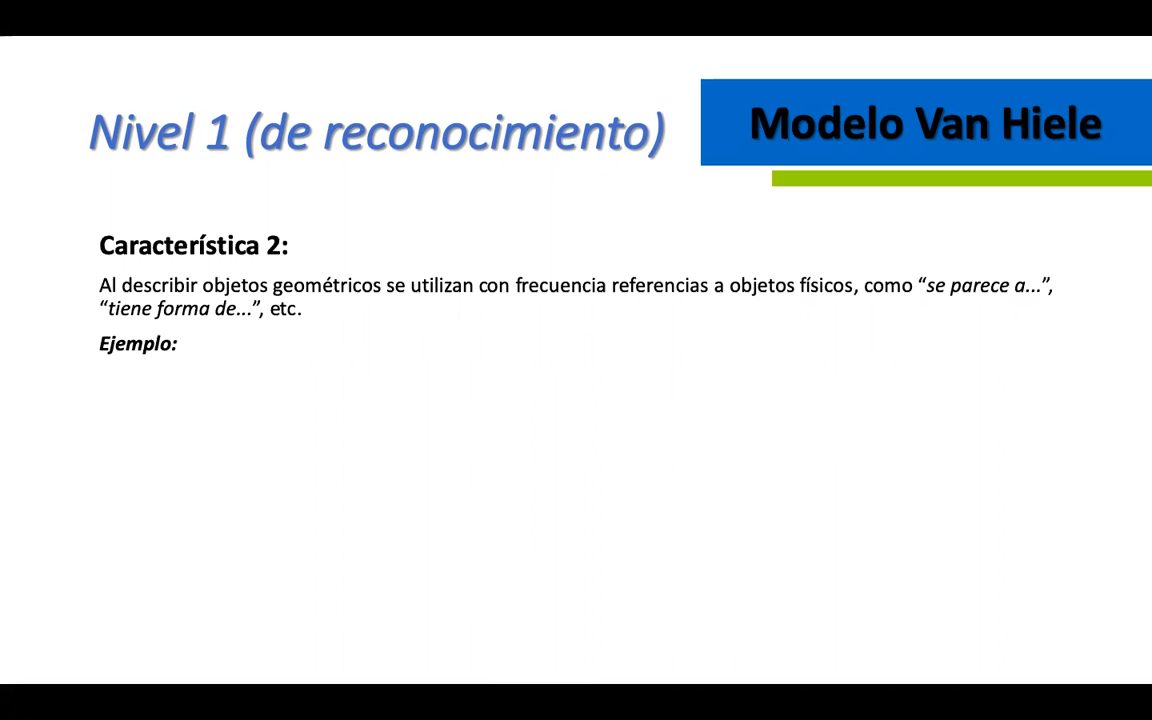 Nivel 1 (de reconocimiento)
Modelo Van Hiele
Característica 2:
Al describir objetos geométricos se utilizan con frecuencia referencias a objetos físicos, como “se parece a...”,
“tiene forma de...”, etc.
Ejemplo: